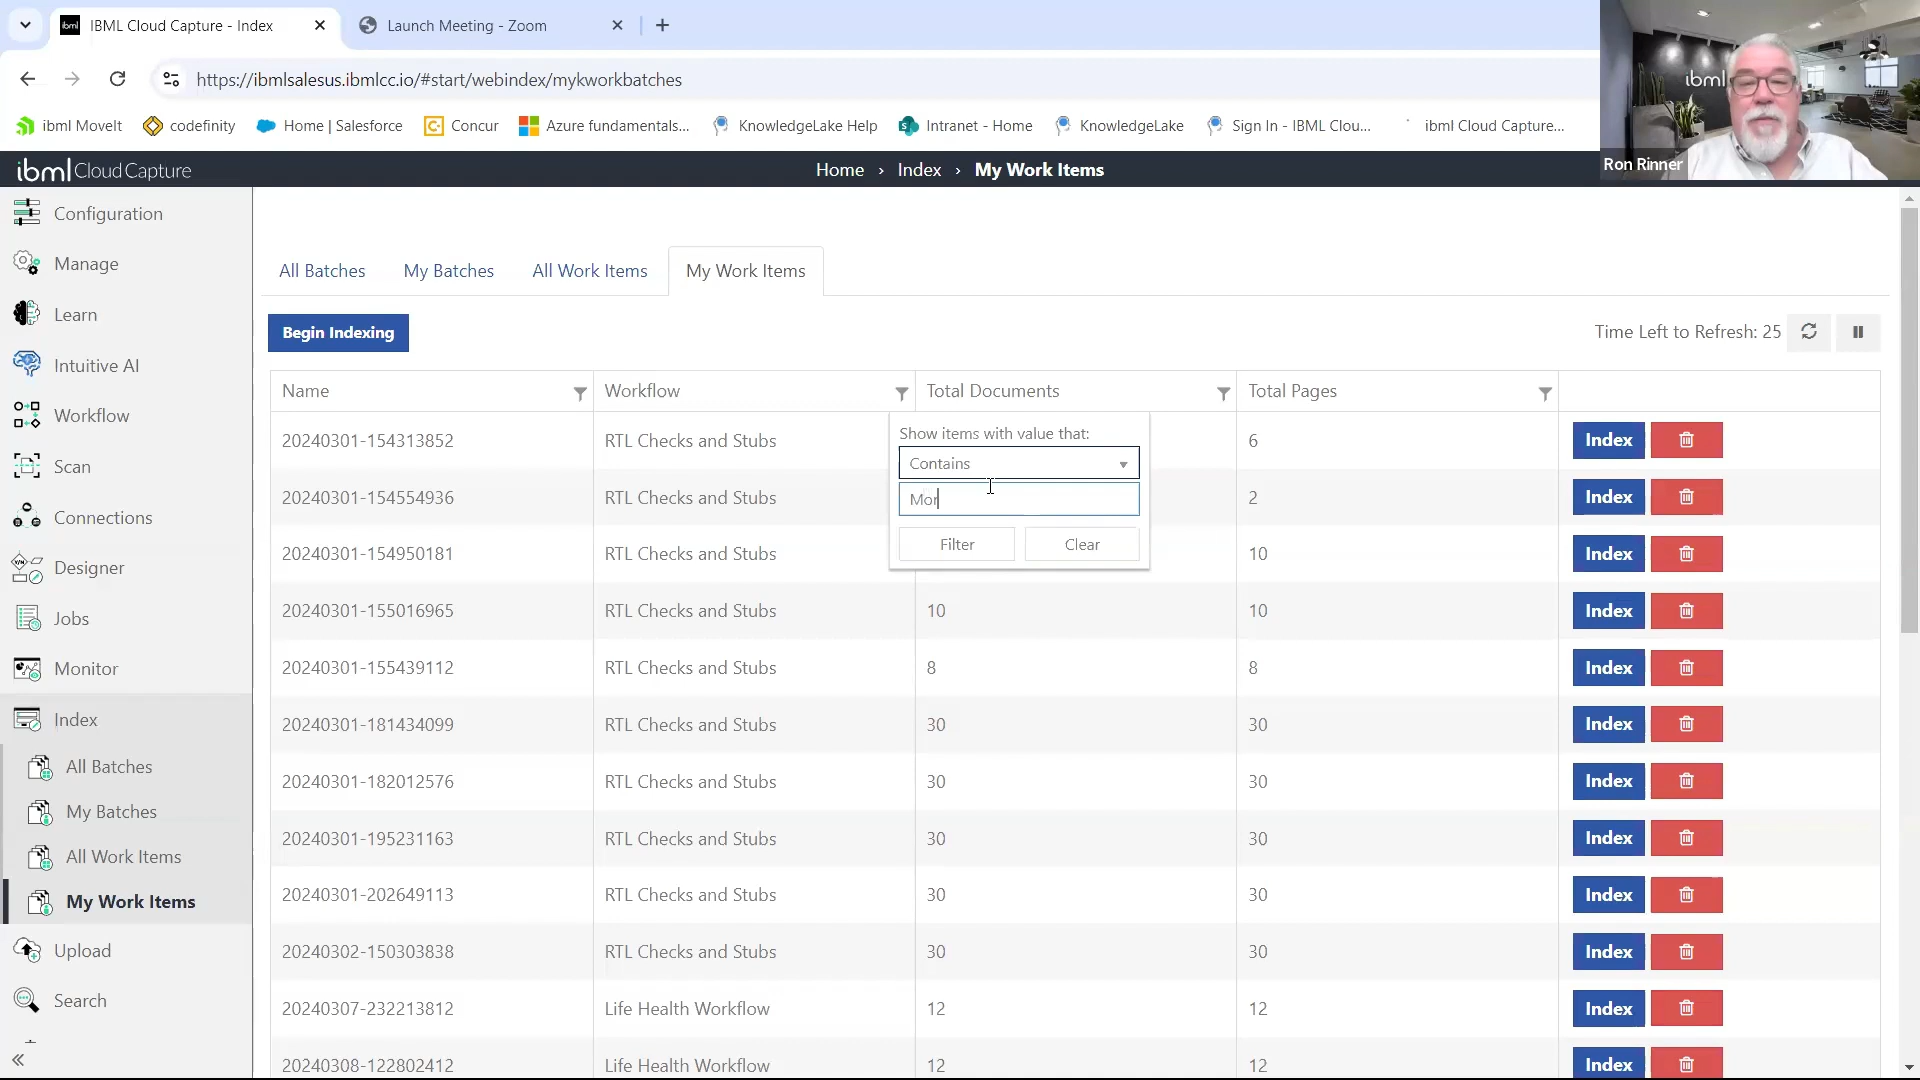 ibml IBML Cloud Capture - Index
Launch Meeting - Zoom
https://ibmlsalesus.ibmlcc.io/#start/webindex/mykworkbatches
ibml MoveIt codefinity Home | Salesforce Concur Azure fundamentals... KnowledgeLake Help Intranet - Home KnowledgeLake Sign In - IBML Clou... ibml Cloud Capture...
ibml
Ron Rinner
ibml Cloud Capture
Home › Index › My Work Items
Configuration
Manage
Learn
Intuitive AI
Workflow
Scan
Connections
Designer
Jobs
Monitor
Index
All Batches
My Batches
All Work Items
My Work Items
Upload
Search
All Batches My Batches All Work Items My Work Items
Begin Indexing
Time Left to Refresh: 25
Name Workflow Total Documents Total Pages
20240301-154313852 RTL Checks and Stubs 6 Index
20240301-154554936 RTL Checks and Stubs 2 Index
20240301-154950181 RTL Checks and Stubs 10 Index
20240301-155016965 RTL Checks and Stubs 10 10 Index
20240301-155439112 RTL Checks and Stubs 8 8 Index
20240301-181434099 RTL Checks and Stubs 30 30 Index
20240301-182012576 RTL Checks and Stubs 30 30 Index
20240301-195231163 RTL Checks and Stubs 30 30 Index
20240301-202649113 RTL Checks and Stubs 30 30 Index
20240302-150303838 RTL Checks and Stubs 30 30 Index
20240307-232213812 Life Health Workflow 12 12 Index
20240308-122802412 Life Health Workflow 12 12 Index
Show items with value that:
Contains
Mor
Filter Clear